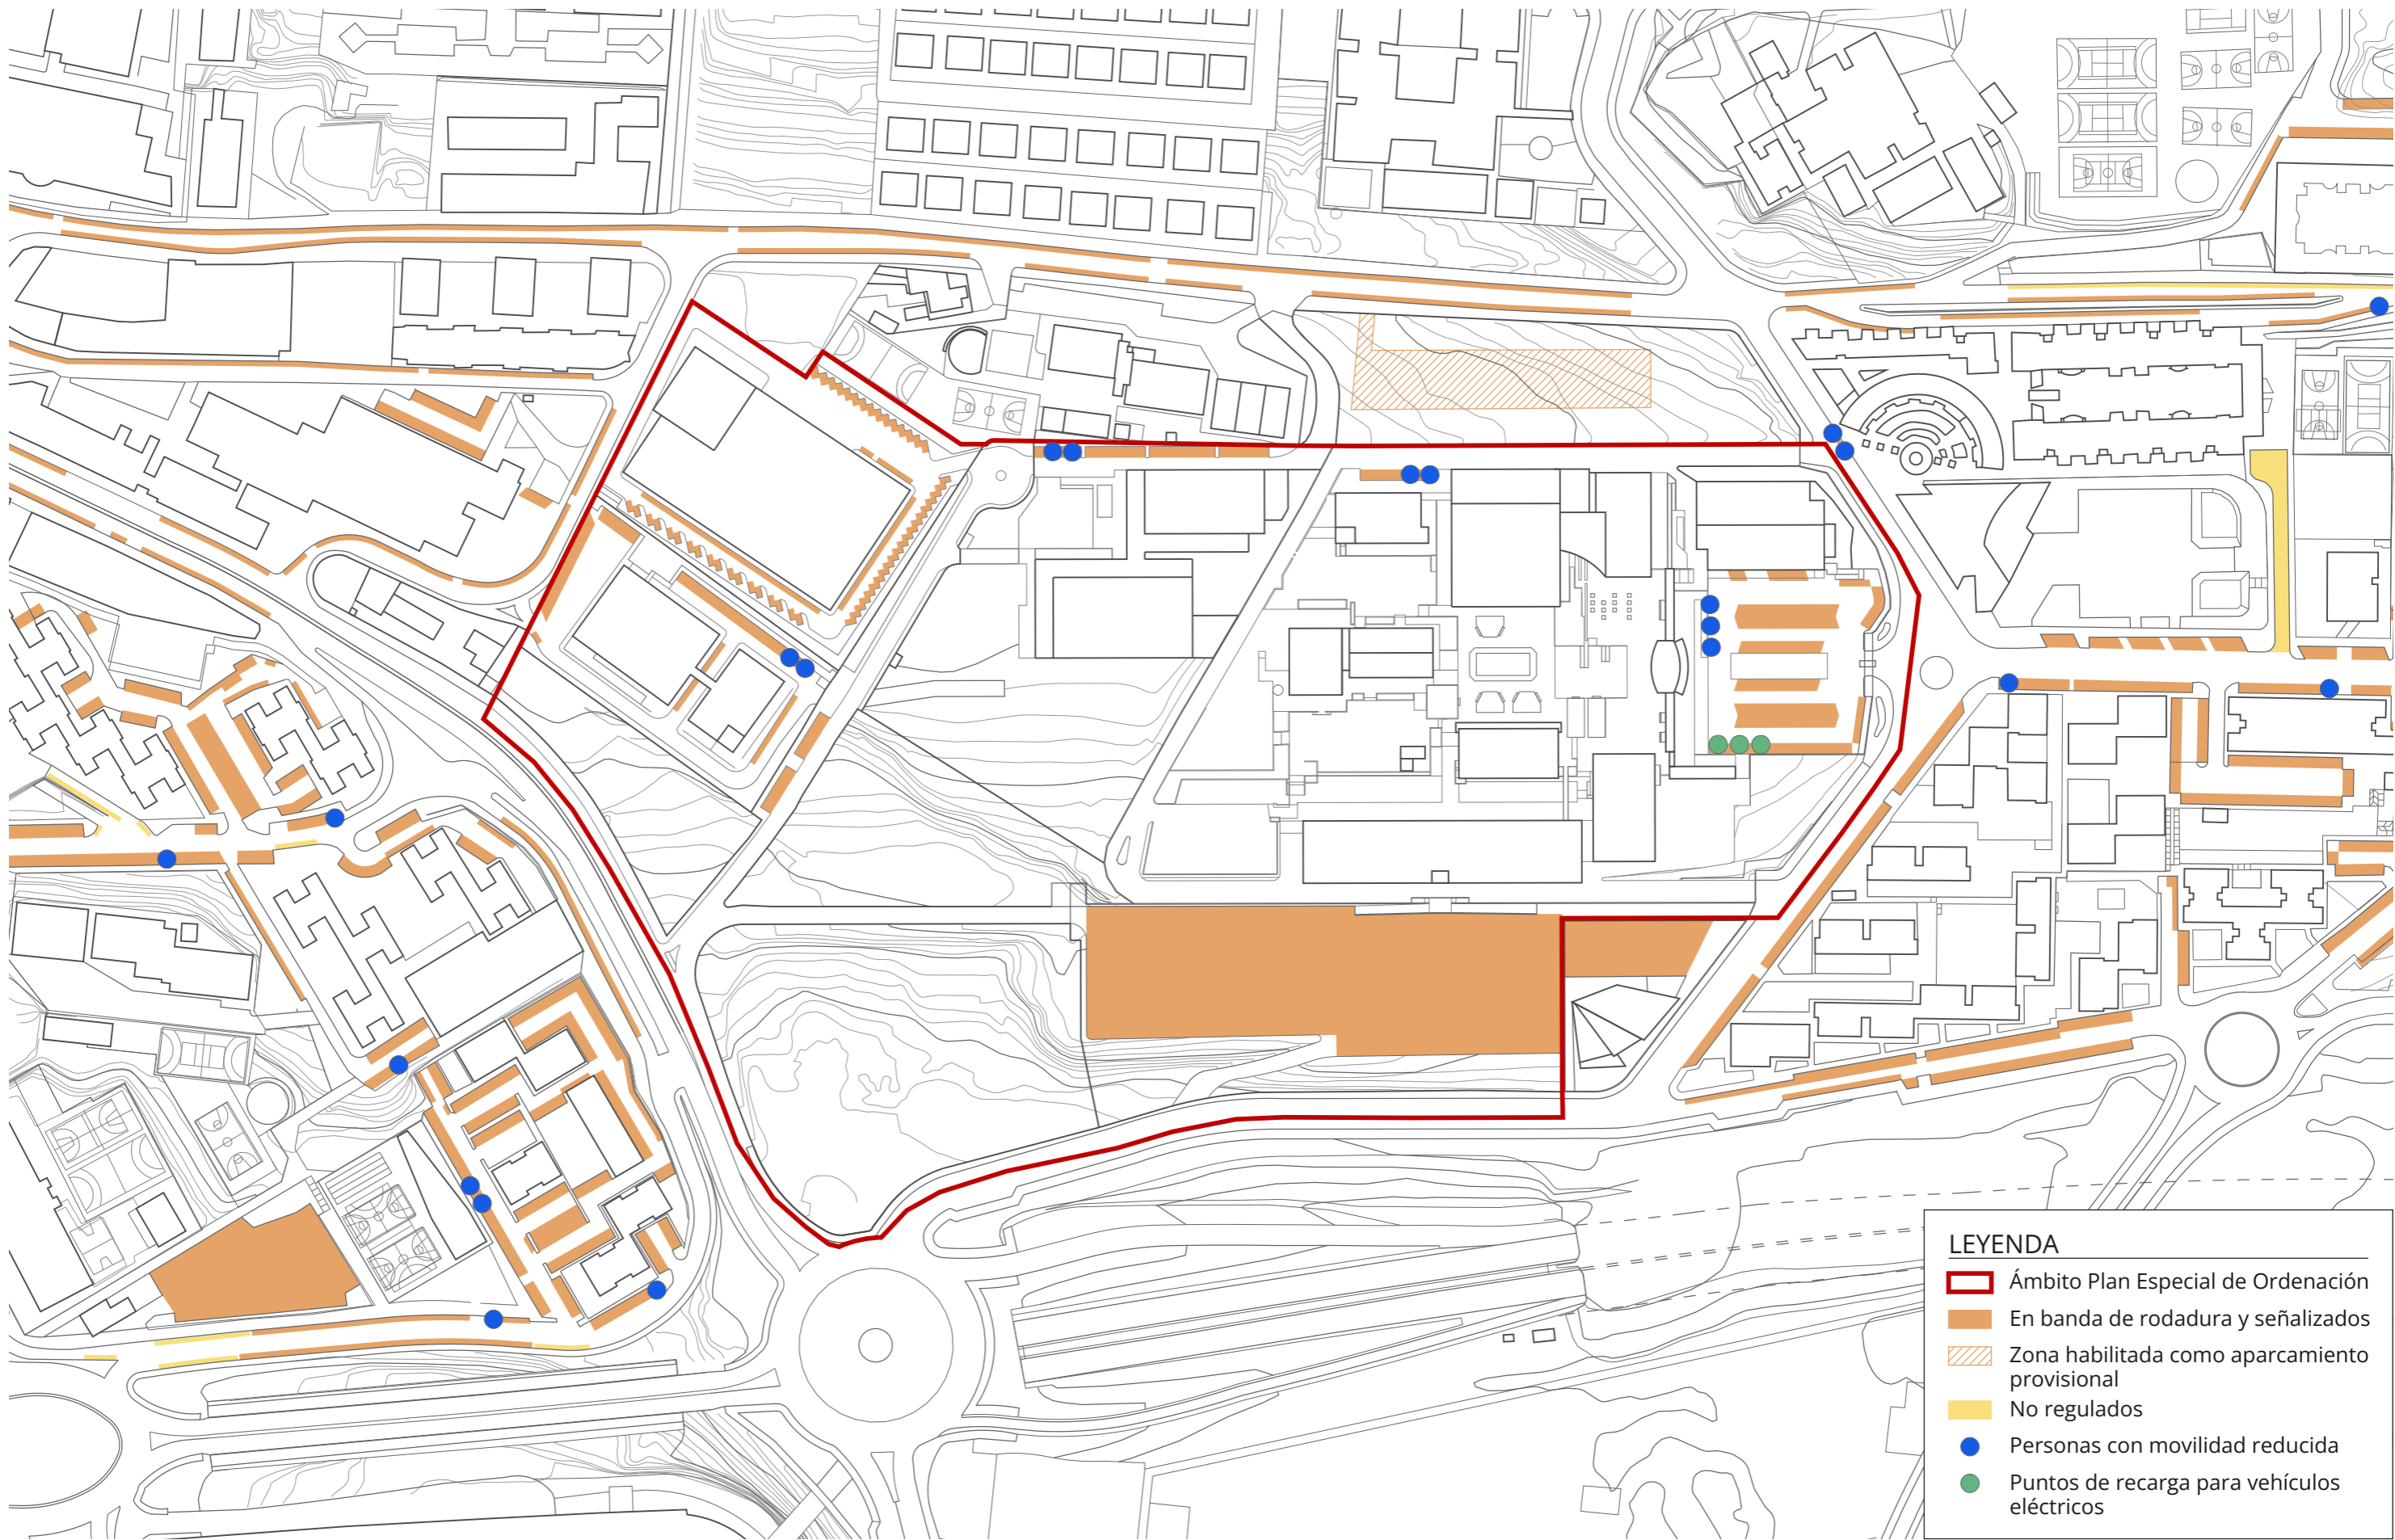 LEYENDA
Ámbito Plan Especial de Ordenación
En banda de rodadura y señalizados
Zona habilitada como aparcamiento
provisional
No regulados
Personas con movilidad reducida
Puntos de recarga para vehículos
eléctricos